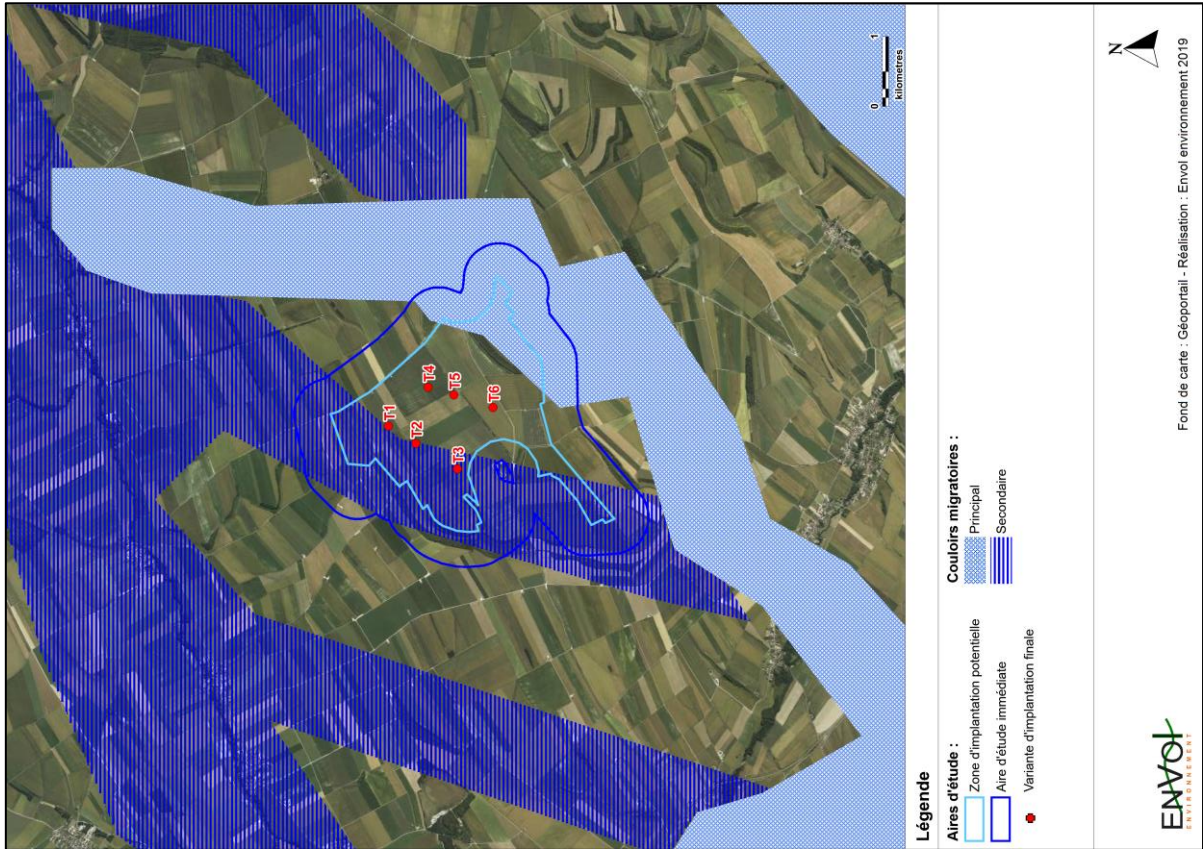 T1
T2
T3
T4
T5
T6
0 1
kilometres
Légende
Aires d'étude :
Zone d'implantation potentielle
Aire d'étude immédiate
Variante d'implantation finale
Couloirs migratoires :
Principal
Secondaire
N
ENVOl
ENVIRONNEMENT
Fond de carte : Géoportail - Réalisation : Envol environnement 2019